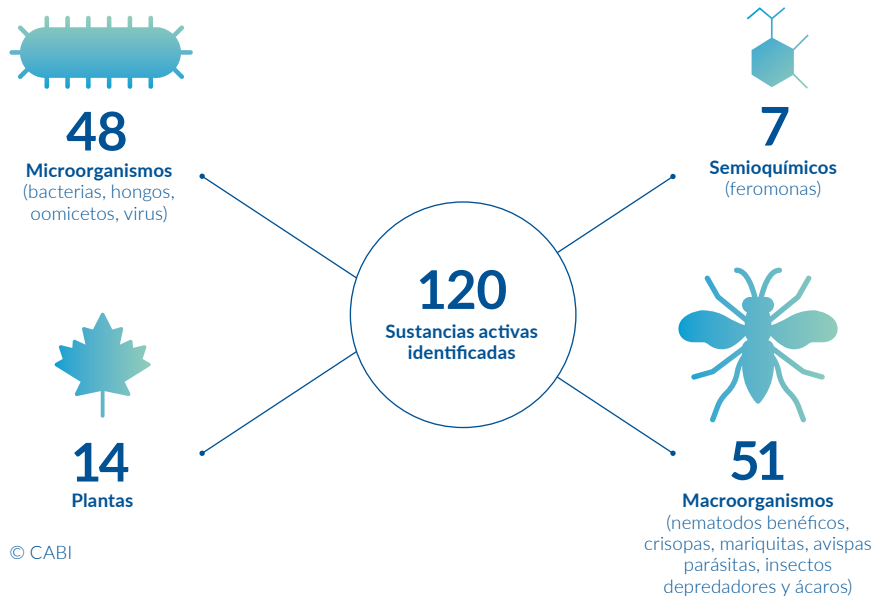 48
Microorganismos
(bacterias, hongos,
oomicetos, virus)
7
Semioquímicos
(feromonas)
120
Sustancias activas
identificadas
14
Plantas
51
Macroorganismos
(nematodos benéficos,
crisopas, mariquitas, avispas
parásitas, insectos
depredadores y ácaros)
© CABI